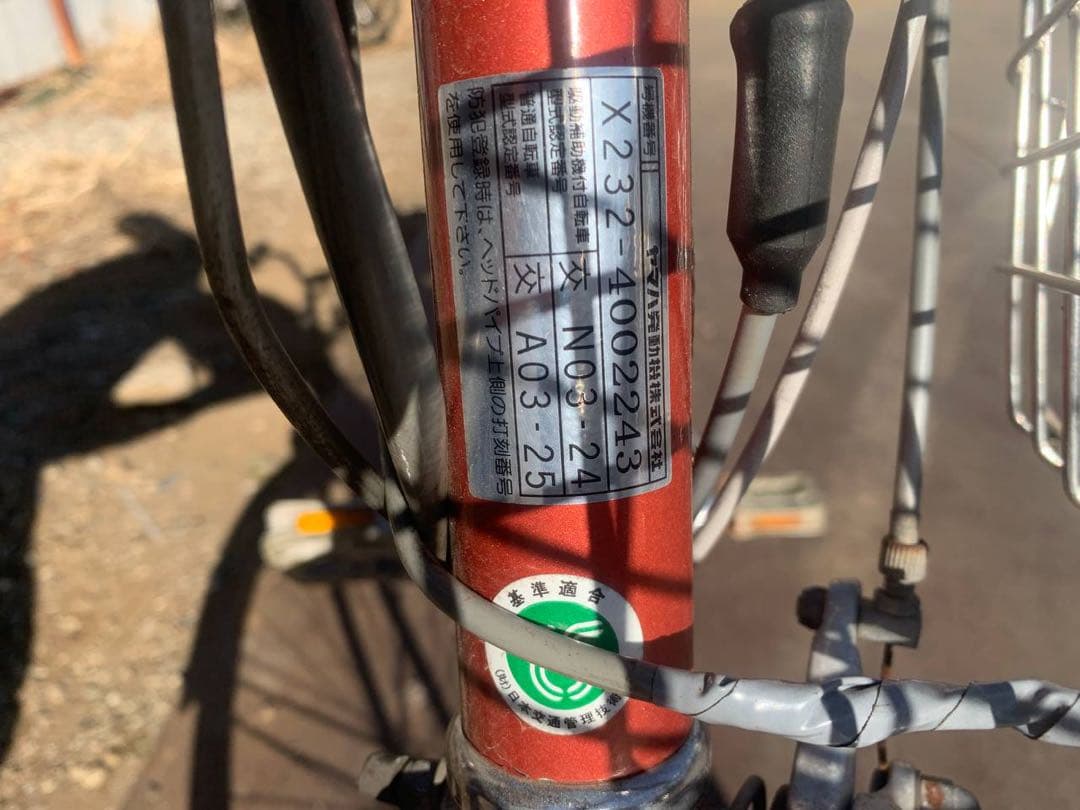 ヤマハ発動機株式会社
号機番号
X232-4002243
駆動補助機付自転車
型式認定番号
交 N03-24
普通自転車
型式認定番号
交 A03-25
防犯登録時は、ヘッドパイプ上側の打刻番号
を使用して下さい。
基準適合
(財)日本交通管理技術